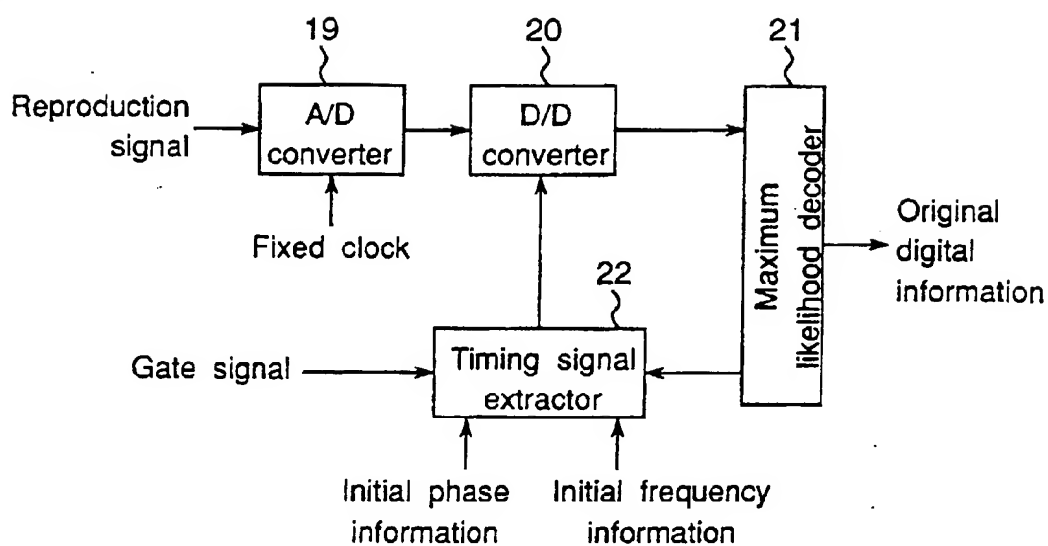 19
20
21
Reproduction
signal
A/D
converter
D/D
converter
Maximum
likelihood decoder
Fixed clock
Original
digital
information
22
Gate signal
Timing signal
extractor
Initial phase
information
Initial frequency
information